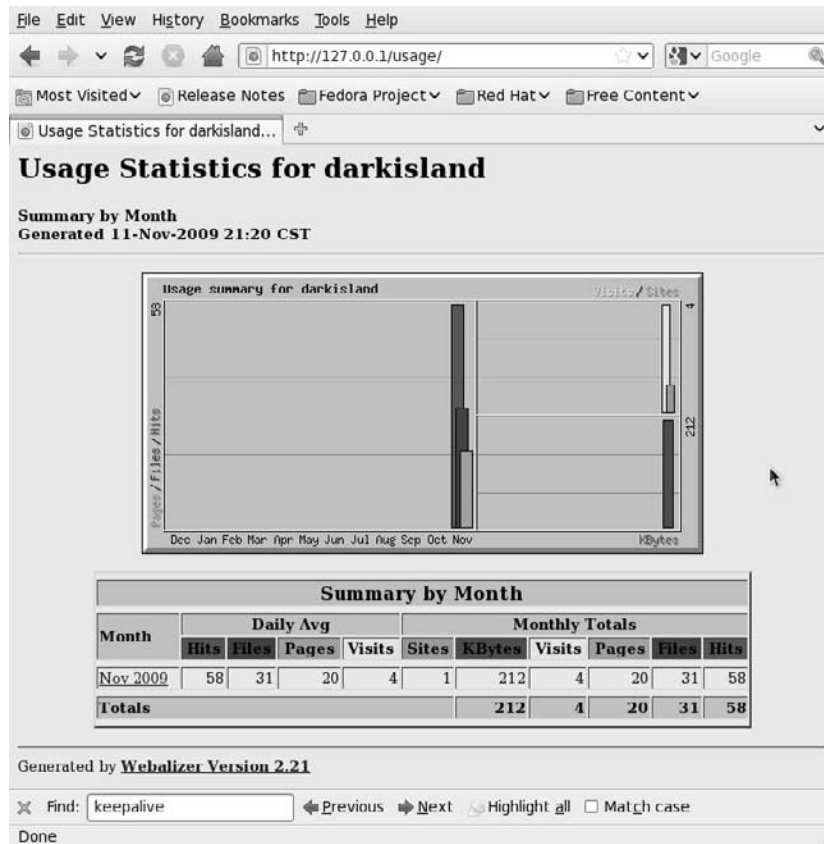 File Edit View History Bookmarks Tools Help
http://127.0.0.1/usage/ Google
Most Visited Release Notes Fedora Project Red Hat Free Content
Usage Statistics for darkisland...
Usage Statistics for darkisland
Summary by Month
Generated 11-Nov-2009 21:20 CST
Usage summary for darkisland Visits/Sites
58
4
Pages/Files/Hits
212
Dec Jan Feb Mar Apr May Jun Jul Aug Sep Oct Nov KBytes
Summary by Month
Month Daily Avg Monthly Totals
Hits Files Pages Visits Sites KBytes Visits Pages Files Hits
Nov 2009 58 31 20 4 1 212 4 20 31 58
Totals 212 4 20 31 58
Generated by Webalizer Version 2.21
Find: keepalive Previous Next Highlight all Match case
Done